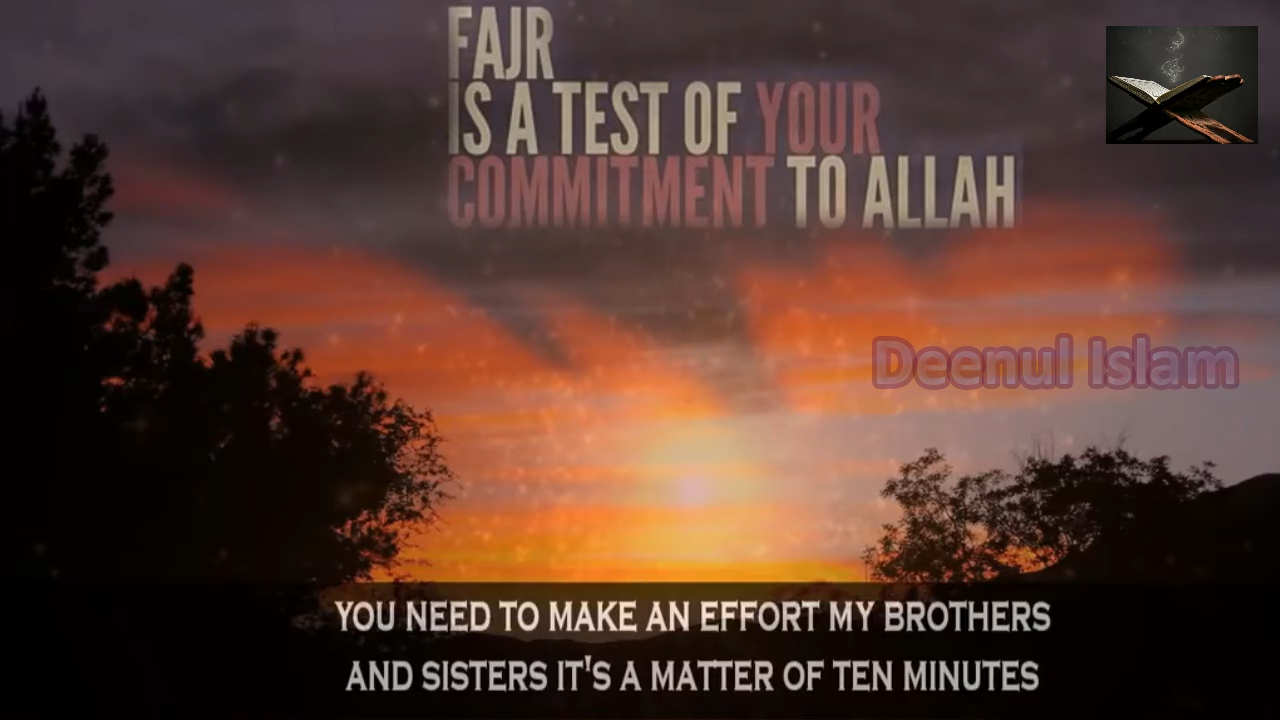 FAJR
IS A TEST OF YOUR
COMMITMENT TO ALLAH
Deenul Islam
YOU NEED TO MAKE AN EFFORT MY BROTHERS
AND SISTERS IT'S A MATTER OF TEN MINUTES